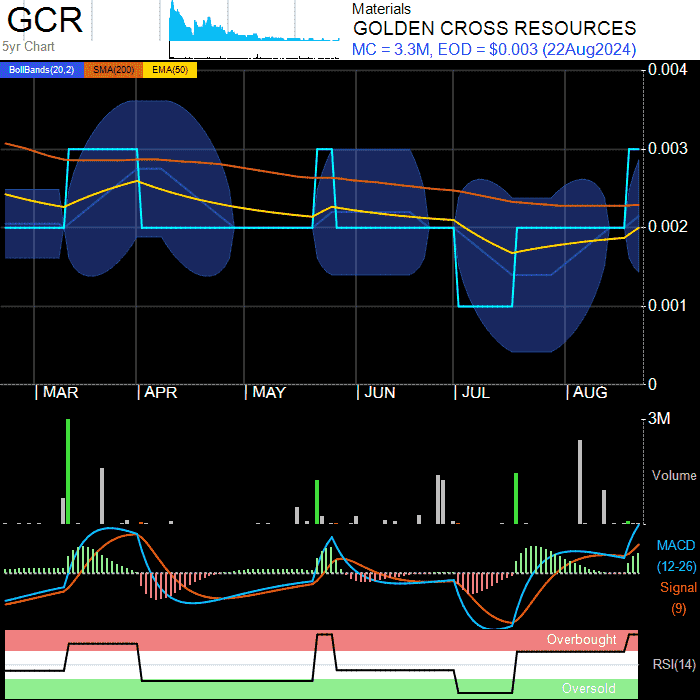 GCR
5yr Chart
Materials
GOLDEN CROSS RESOURCES
MC = 3.3M, EOD = $0.003 (22Aug2024)
BollBands(20,2) SMA(200) EMA(50)
0.004
0.003
0.002
0.001
0
| MAR | APR | MAY | JUN | JUL | AUG
3M
Volume
MACD
(12-26)
Signal
(9)
Overbought
RSI(14)
Oversold